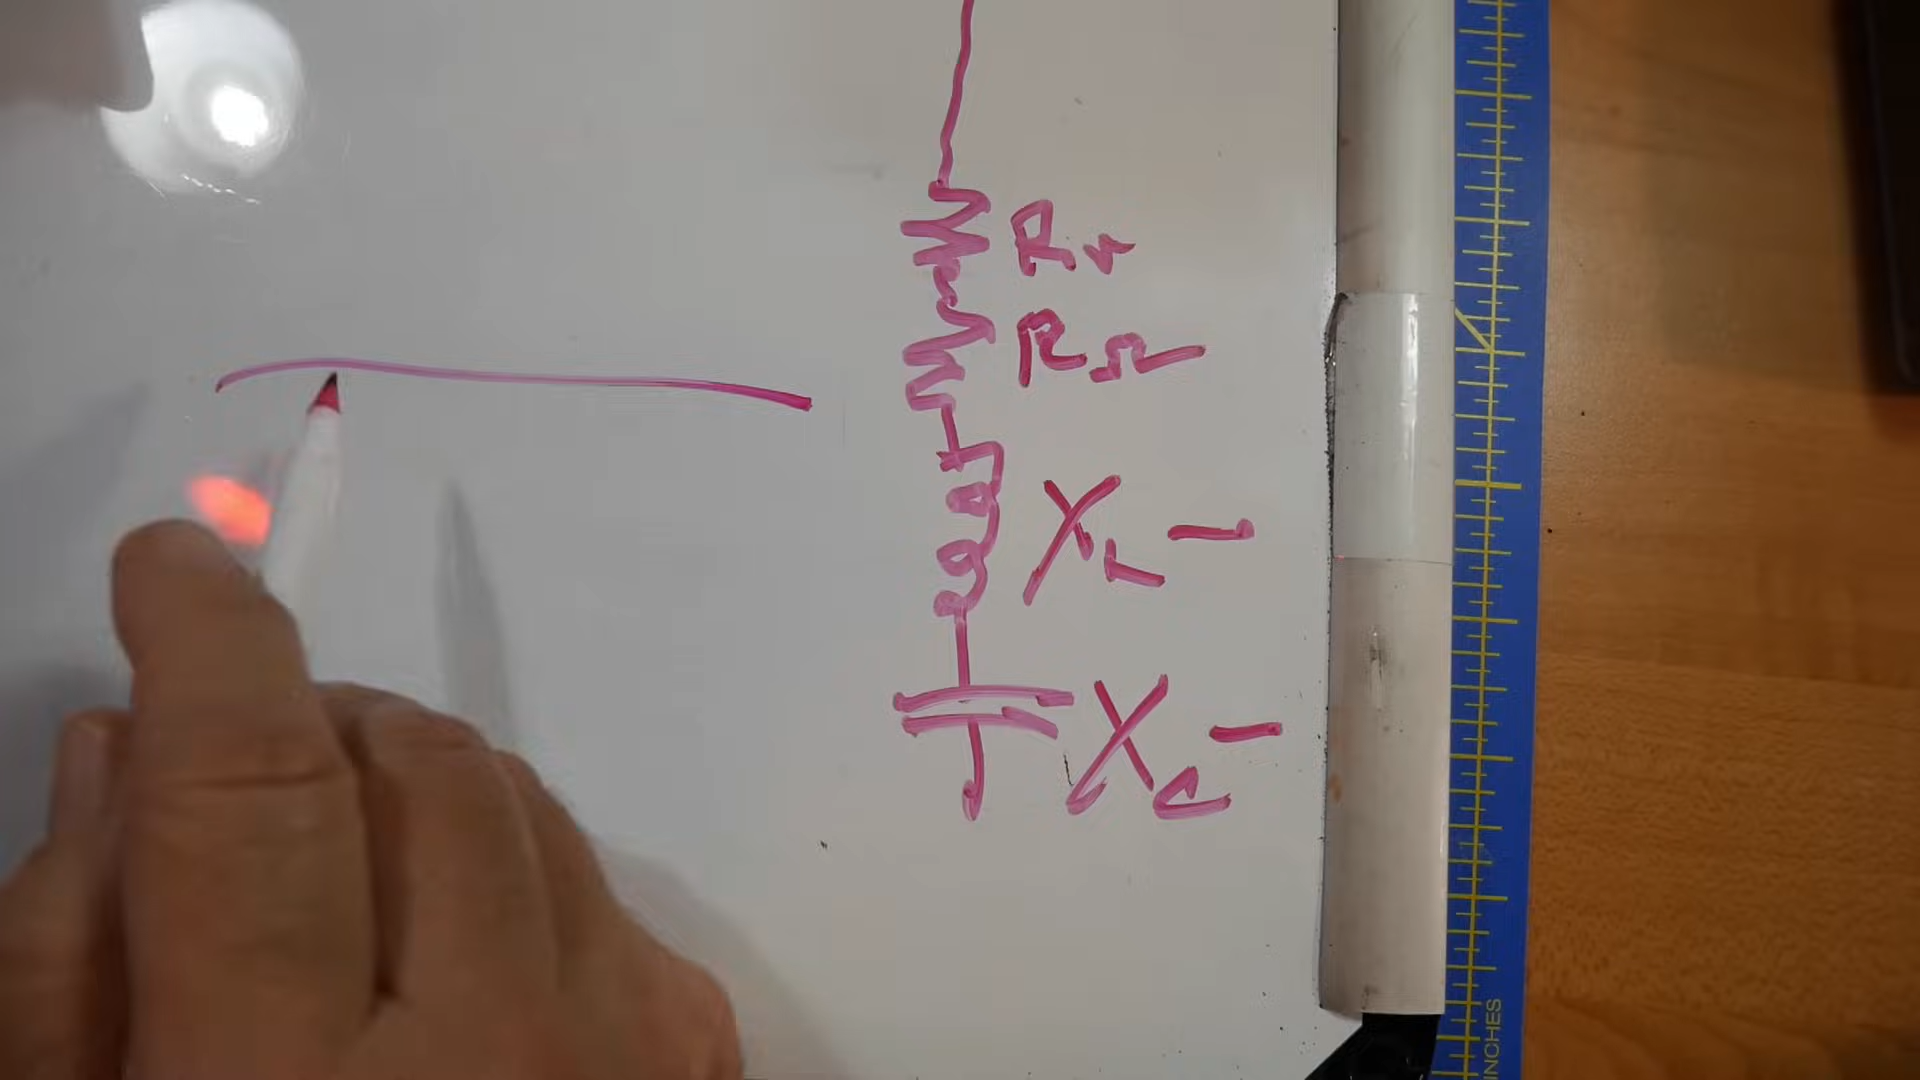 Rr
RΩ
XL -
XC -
INCHES